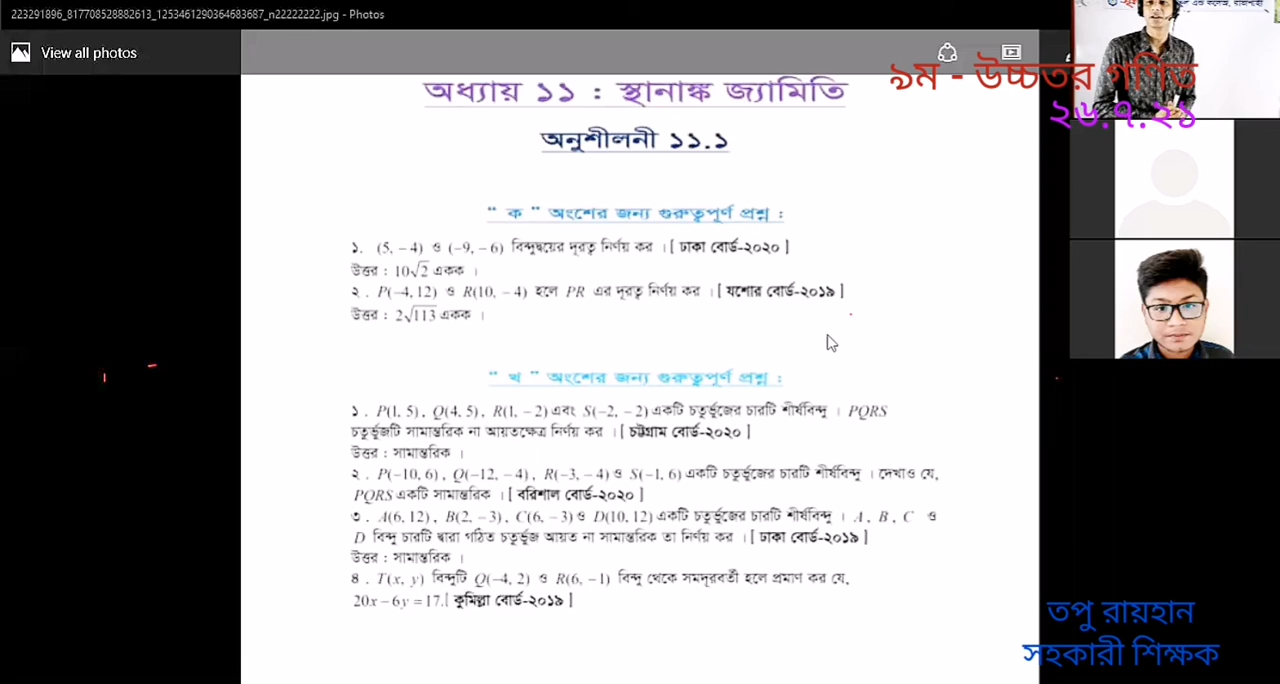 223291896_817708528882613_1253461290364683687_n22222222.jpg - Photos
View all photos
৯ম - উচ্চতর গণিত
২৬.৭.২১
অধ্যায় ১১ : স্থানাঙ্ক জ্যামিতি
অনুশীলনী ১১.১
“ ক ” অংশের জন্য গুরুত্বপূর্ণ প্রশ্ন :
১. (5, −4) ও (−9, −6) বিন্দুদ্বয়ের দূরত্ব নির্ণয় কর । [ ঢাকা বোর্ড-২০২০ ]
উত্তর : 10√2 একক ।
২ . P(−4, 12) ও R(10, −4) হলে PR এর দূরত্ব নির্ণয় কর । [ যশোর বোর্ড-২০১৯ ]
উত্তর : 2√113 একক ।
“ খ ” অংশের জন্য গুরুত্বপূর্ণ প্রশ্ন :
১ . P(1, 5) , Q(4, 5) , R(1, −2) এবং S(−2, −2) একটি চতুর্ভুজের চারটি শীর্ষবিন্দু । PQRS
চতুর্ভুজটি সামান্তরিক না আয়তক্ষেত্র নির্ণয় কর । [ চট্টগ্রাম বোর্ড-২০২০ ]
উত্তর : সামান্তরিক ।
২ . P(−10, 6) , Q(−12, −4) , R(−3, −4) ও S(−1, 6) একটি চতুর্ভুজের চারটি শীর্ষবিন্দু । দেখাও যে,
PQRS একটি সামান্তরিক । [ বরিশাল বোর্ড-২০২০ ]
৩ . A(6, 12) , B(2, −3) , C(6, −3) ও D(10, 12) একটি চতুর্ভুজের চারটি শীর্ষবিন্দু । A , B , C ও
D বিন্দু চারটি দ্বারা গঠিত চতুর্ভুজ আয়ত না সামান্তরিক তা নির্ণয় কর । [ ঢাকা বোর্ড-২০১৯ ]
উত্তর : সামান্তরিক ।
৪ . T(x, y) বিন্দুটি Q(−4, 2) ও R(6, −1) বিন্দু থেকে সমদূরবর্তী হলে প্রমাণ কর যে,
20x − 6y = 17. [ কুমিল্লা বোর্ড-২০১৯ ]
তপু রায়হান
সহকারী শিক্ষক